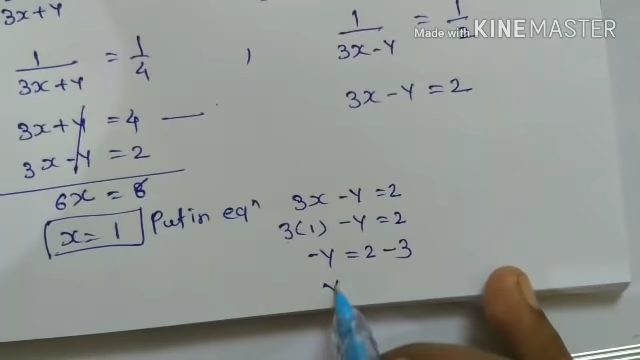 3x+y
1/(3x+y) = 1/4 ,
3x+y = 4 —
3x-y = 2
6x = 6
x = 1 Put in eqⁿ
1/(3x-y) = 1/2
3x-y = 2
3x-y = 2
3(1) -y = 2
-y = 2-3
Made with KINEMASTER